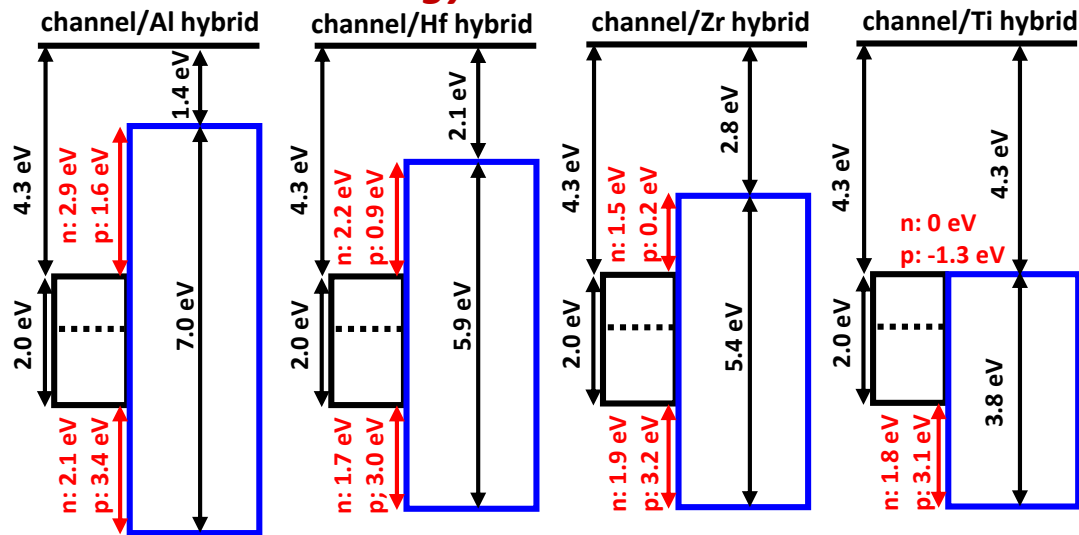 channel/Al hybrid
1.4 eV
4.3 eV
n: 2.9 eV
p: 1.6 eV
2.0 eV
7.0 eV
n: 2.1 eV
p: 3.4 eV
channel/Hf hybrid
2.1 eV
4.3 eV
n: 2.2 eV
p: 0.9 eV
2.0 eV
5.9 eV
n: 1.7 eV
p: 3.0 eV
channel/Zr hybrid
2.8 eV
4.3 eV
n: 1.5 eV
p: 0.2 eV
2.0 eV
5.4 eV
n: 1.9 eV
p: 3.2 eV
channel/Ti hybrid
4.3 eV
4.3 eV
n: 0 eV
p: -1.3 eV
2.0 eV
3.8 eV
n: 1.8 eV
p: 3.1 eV